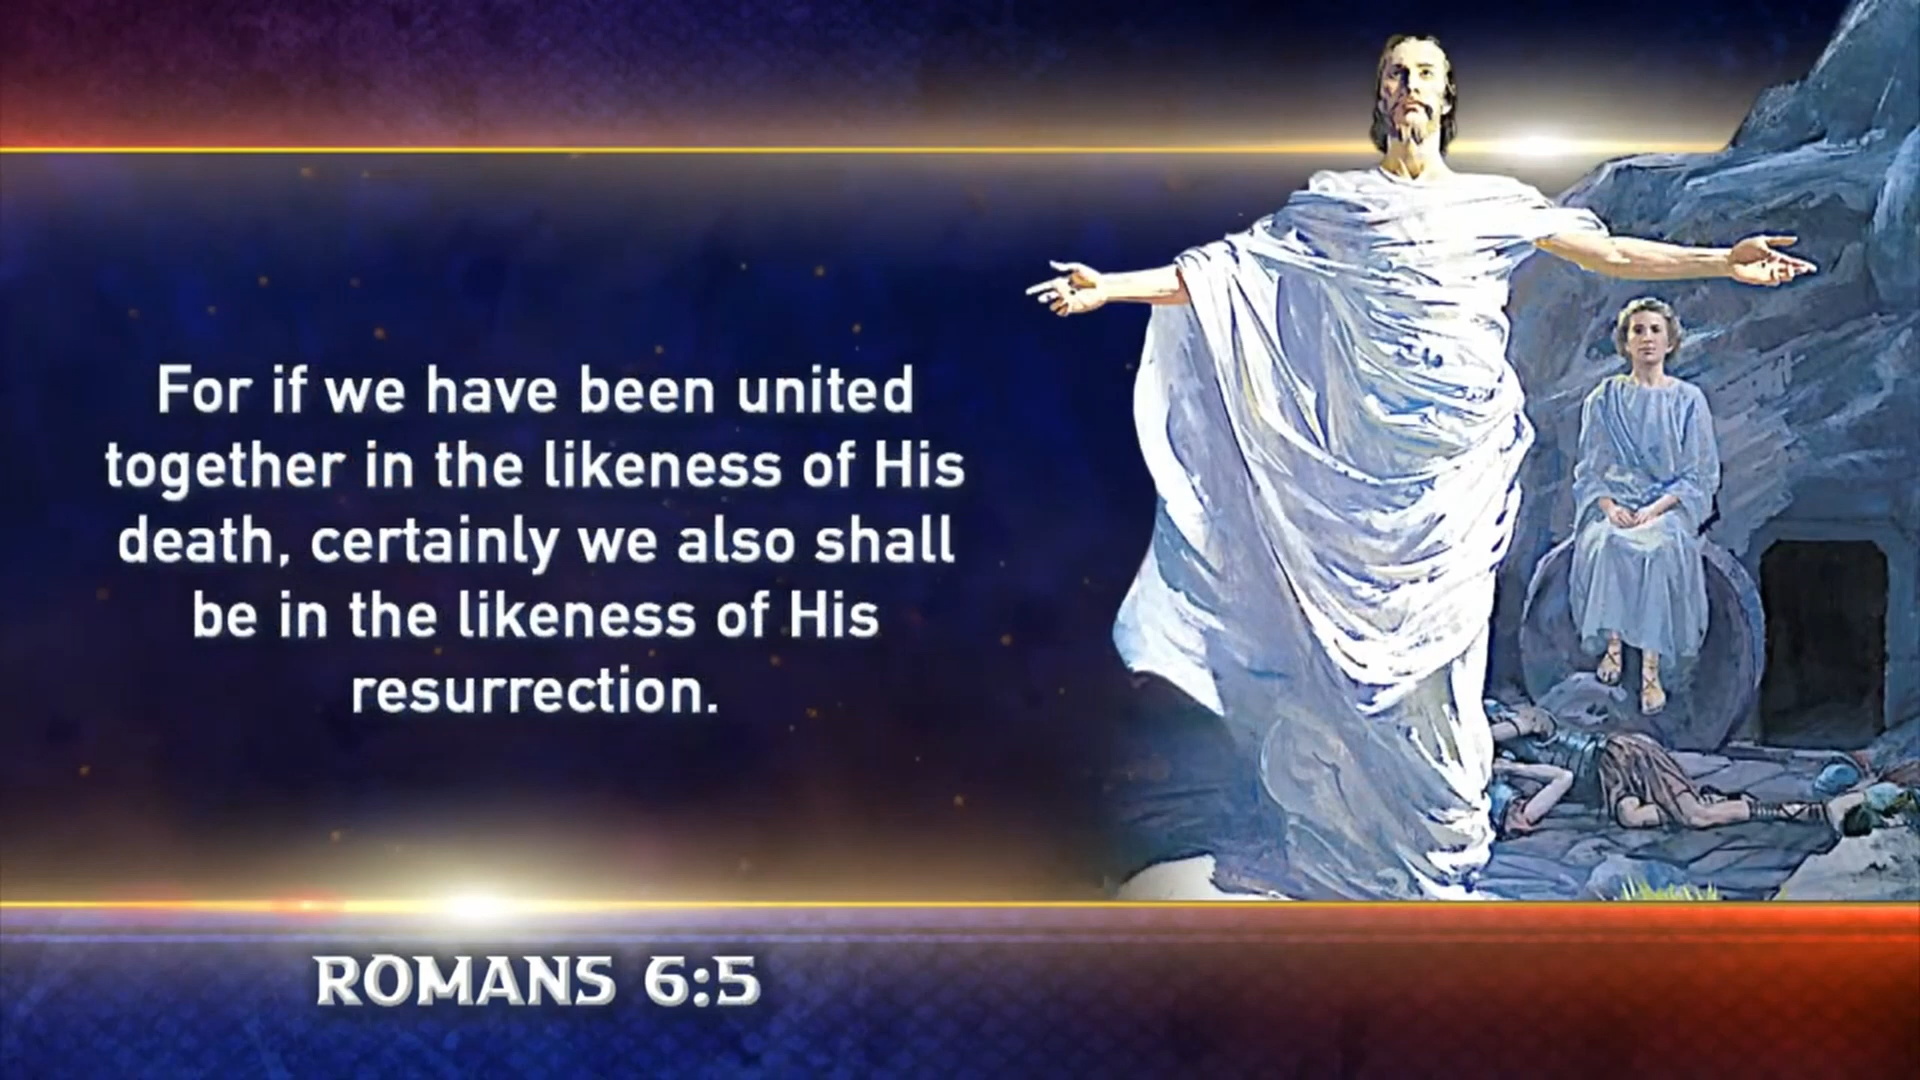 For if we have been united
together in the likeness of His
death, certainly we also shall
be in the likeness of His
resurrection.
ROMANS 6:5